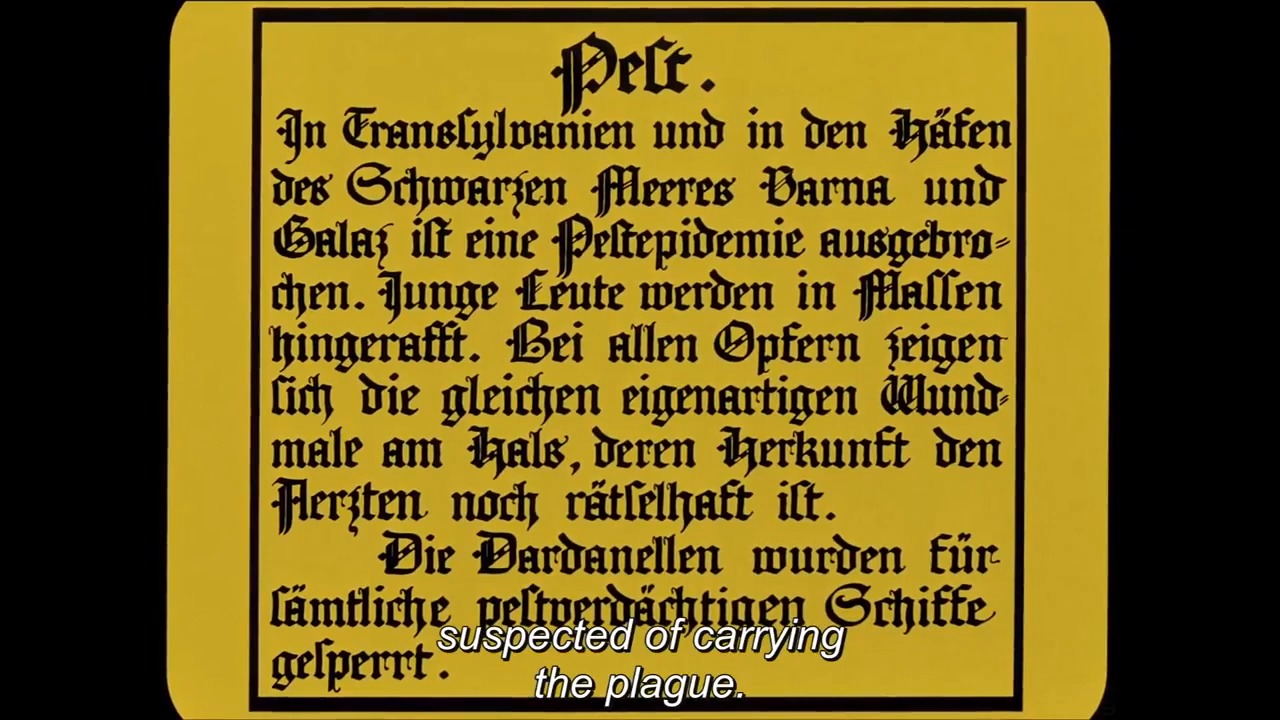 Pest.
In Transsylvanien und in den Häfen
des Schwarzen Meeres Varna und
Galaz ist eine Pestepidemie ausgebro-
chen. Junge Leute werden in Massen
hingerafft. Bei allen Opfern zeigen
sich die gleichen eigenartigen Wund-
male am Hals, deren Herkunft den
Aerzten noch rätselhaft ist.
Die Dardanellen wurden für
sämtliche pestverdächtigen Schiffe
gesperrt.
suspected of carrying
the plague.